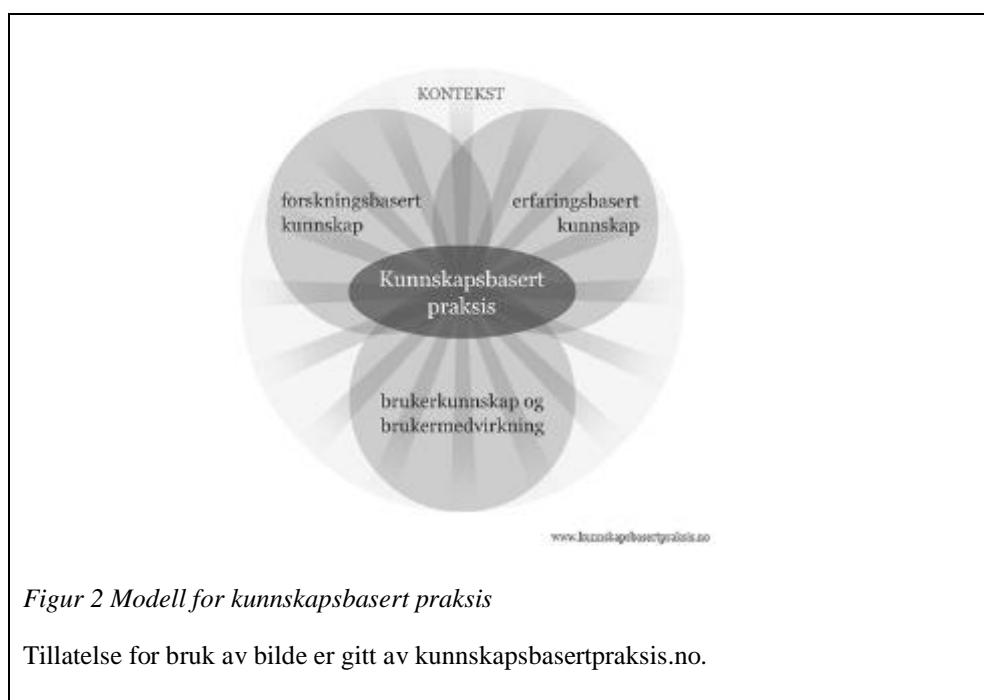 KONTEKST
forskningsbasert
kunnskap
erfaringsbasert
kunnskap
Kunnskapsbasert
praksis
brukerkunnskap og
brukermedvirkning
www.kunnskapsbasertpraksis.no
Figur 2 Modell for kunnskapsbasert praksis
Tillatelse for bruk av bilde er gitt av kunnskapsbasertpraksis.no.